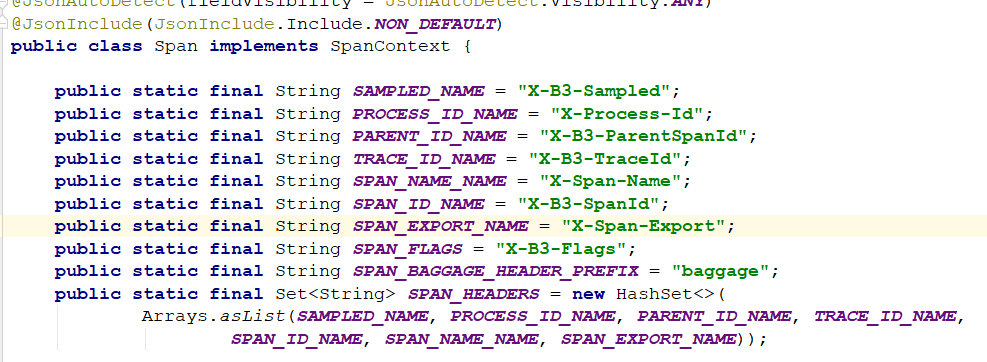 @JsonAutoDetect(fieldVisibility = JsonAutoDetect.Visibility.ANY)
@JsonInclude(JsonInclude.Include.NON_DEFAULT)
public class Span implements SpanContext {
public static final String SAMPLED_NAME = "X-B3-Sampled";
public static final String PROCESS_ID_NAME = "X-Process-Id";
public static final String PARENT_ID_NAME = "X-B3-ParentSpanId";
public static final String TRACE_ID_NAME = "X-B3-TraceId";
public static final String SPAN_NAME_NAME = "X-Span-Name";
public static final String SPAN_ID_NAME = "X-B3-SpanId";
public static final String SPAN_EXPORT_NAME = "X-Span-Export";
public static final String SPAN_FLAGS = "X-B3-Flags";
public static final String SPAN_BAGGAGE_HEADER_PREFIX = "baggage";
public static final Set<String> SPAN_HEADERS = new HashSet<>(
Arrays.asList(SAMPLED_NAME, PROCESS_ID_NAME, PARENT_ID_NAME, TRACE_ID_NAME,
SPAN_ID_NAME, SPAN_NAME_NAME, SPAN_EXPORT_NAME));